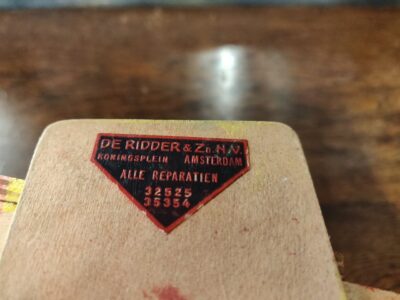 DE RIDDER & Zn. N.V.
KONINGSPLEIN AMSTERDAM
ALLE REPARATIEN
32525
35354